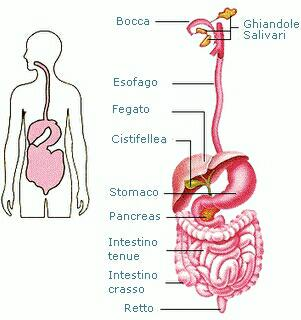 Bocca
Ghiandole
Salivari
Esofago
Fegato
Cistifellea
Stomaco
Pancreas
Intestino
tenue
Intestino
crasso
Retto